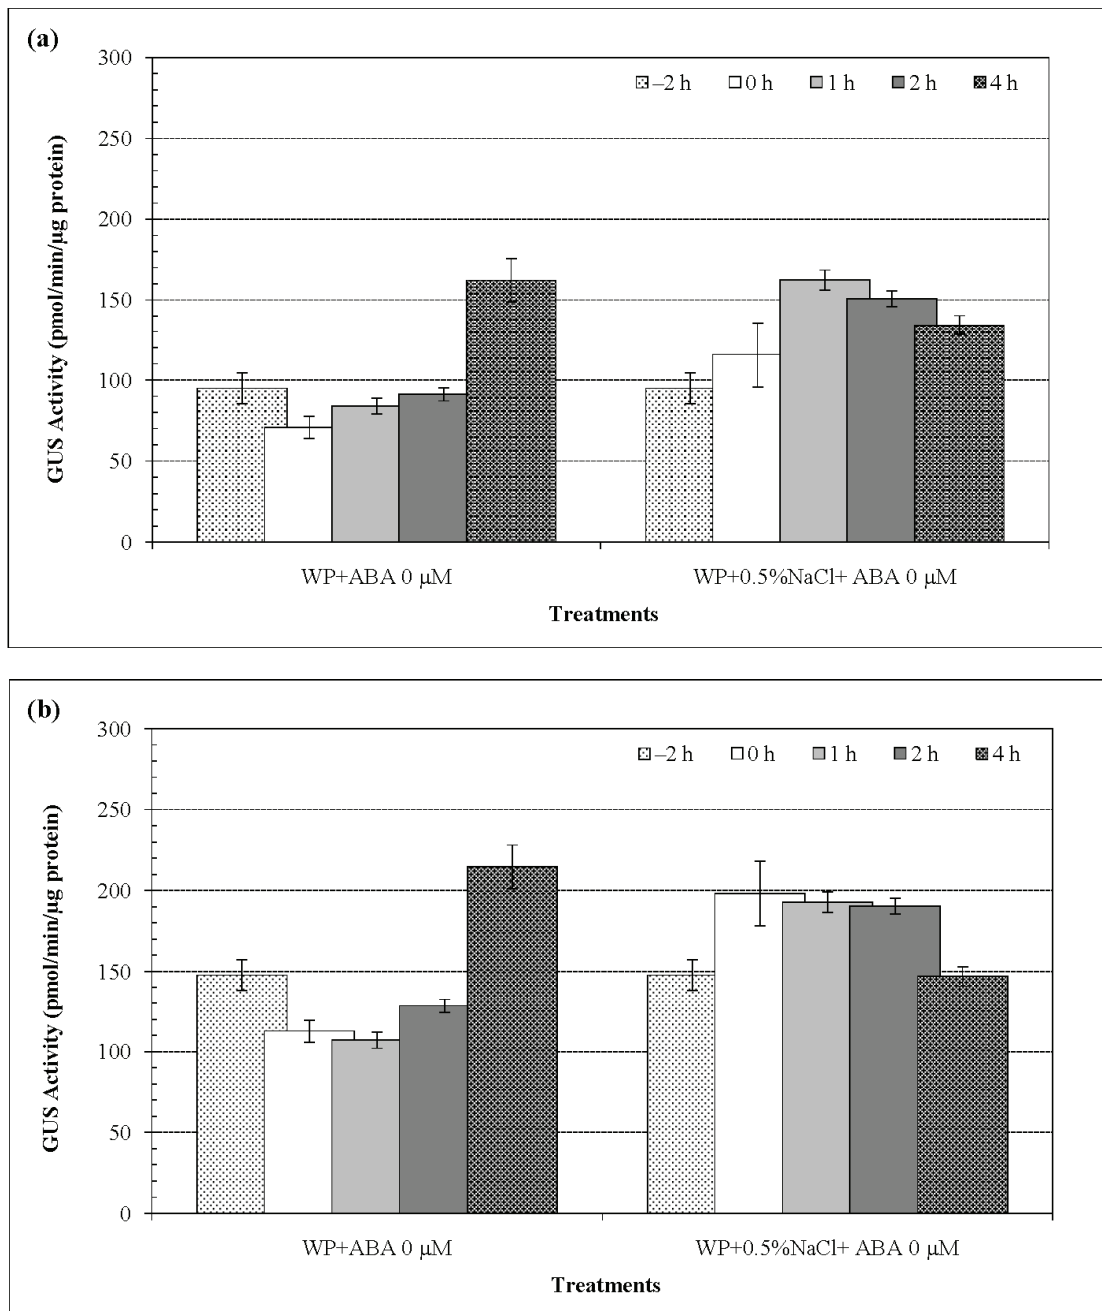 (a)
300
–2 h 0 h 1 h 2 h 4 h
250
200
150
100
50
0
GUS Activity (pmol/min/µg protein)
WP+ABA 0 µM WP+0.5%NaCl+ ABA 0 µM
Treatments
(b)
300
–2 h 0 h 1 h 2 h 4 h
250
200
150
100
50
0
GUS Activity (pmol/min/µg protein)
WP+ABA 0 µM WP+0.5%NaCl+ ABA 0 µM
Treatments